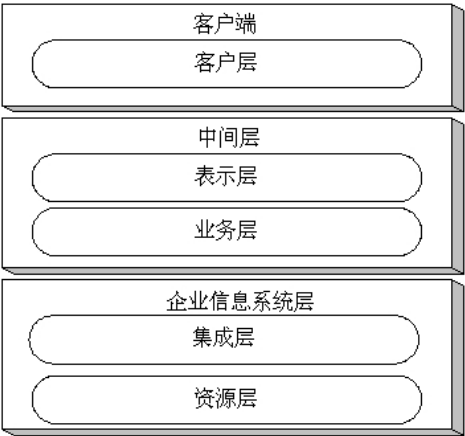 客户端
客户层
中间层
表示层
业务层
企业信息系统层
集成层
资源层